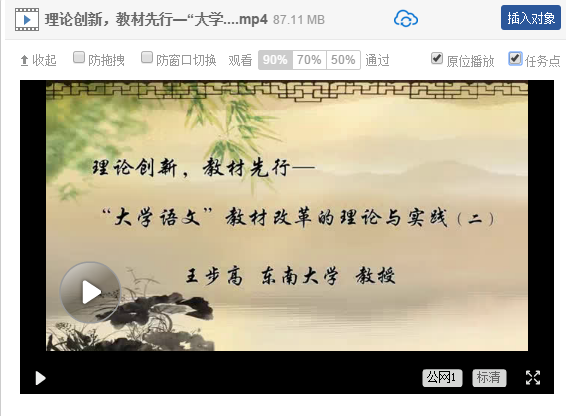 理论创新，教材先行—“大学....mp4 87.11 MB 插入对象
收起 防拖拽 防窗口切换 观看 90% 70% 50% 通过 原位播放 任务点
理论创新，教材先行—
“大学语文”教材改革的理论与实践（二）
王步高 东南大学 教授
公网1 标清